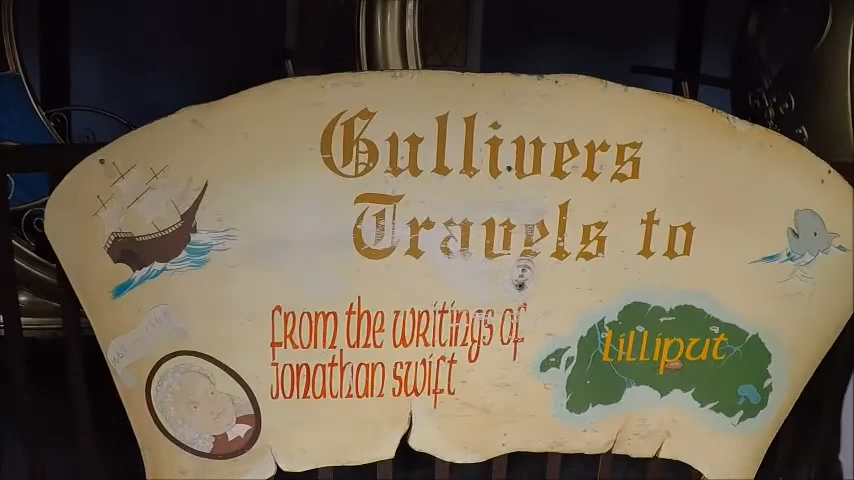 Gullivers
Travels to
from the writings of
Jonathan Swift
Lilliput